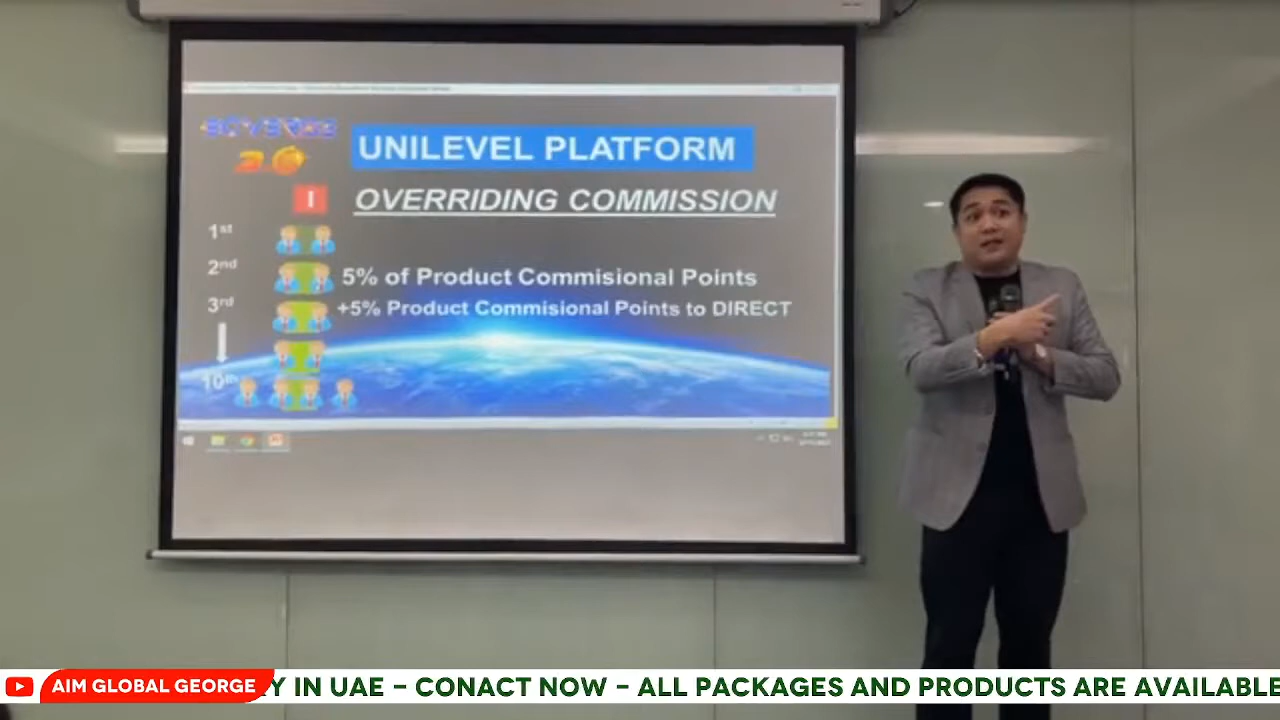 UNILEVEL PLATFORM
I
OVERRIDING COMMISSION
1st
2nd
5% of Product Commisional Points
3rd
+5% Product Commisional Points to DIRECT
10th
AIM GLOBAL GEORGE
Y IN UAE – CONACT NOW – ALL PACKAGES AND PRODUCTS ARE AVAILABLE